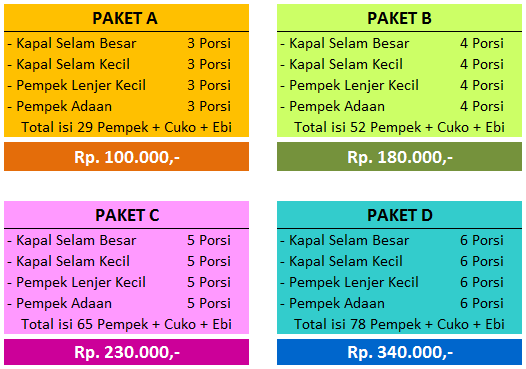 PAKET A
- Kapal Selam Besar 3 Porsi
- Kapal Selam Kecil 3 Porsi
- Pempek Lenjer Kecil 3 Porsi
- Pempek Adaan 3 Porsi
Total isi 29 Pempek + Cuko + Ebi
Rp. 100.000,-
PAKET B
- Kapal Selam Besar 4 Porsi
- Kapal Selam Kecil 4 Porsi
- Pempek Lenjer Kecil 4 Porsi
- Pempek Adaan 4 Porsi
Total isi 52 Pempek + Cuko + Ebi
Rp. 180.000,-
PAKET C
- Kapal Selam Besar 5 Porsi
- Kapal Selam Kecil 5 Porsi
- Pempek Lenjer Kecil 5 Porsi
- Pempek Adaan 5 Porsi
Total isi 65 Pempek + Cuko + Ebi
Rp. 230.000,-
PAKET D
- Kapal Selam Besar 6 Porsi
- Kapal Selam Kecil 6 Porsi
- Pempek Lenjer Kecil 6 Porsi
- Pempek Adaan 6 Porsi
Total isi 78 Pempek + Cuko + Ebi
Rp. 340.000,-